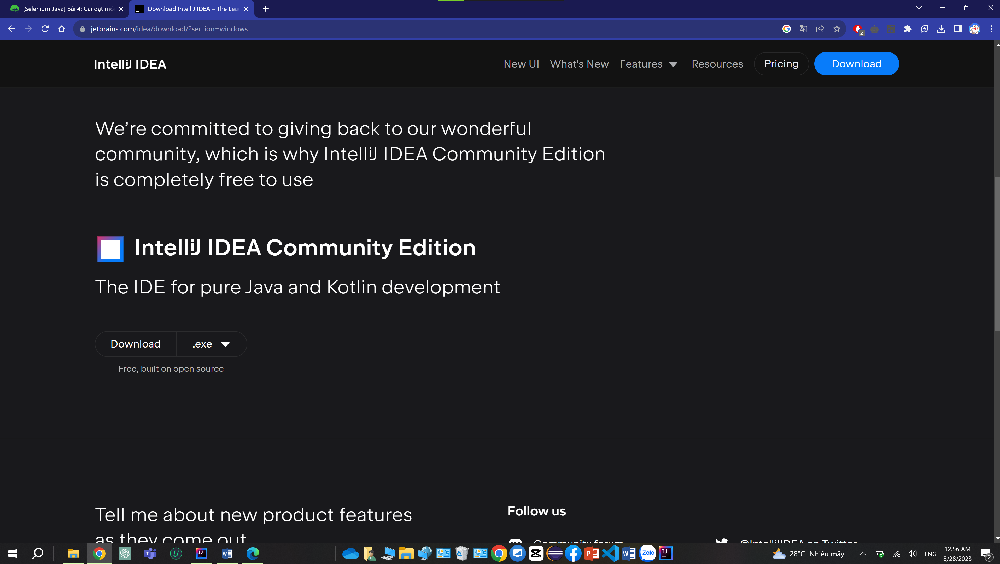 [Selenium Java] Bài 4: Cài đặt mô
Download IntelliJ IDEA – The Lea
jetbrains.com/idea/download/?section=windows
2
IntelliJ IDEA
New UI What's New Features Resources Pricing Download
We’re committed to giving back to our wonderful
community, which is why IntelliJ IDEA Community Edition
is completely free to use
IntelliJ IDEA Community Edition
The IDE for pure Java and Kotlin development
Download .exe
Free, built on open source
Tell me about new product features
as they come out
Follow us
Community forum
@IntelliJIDEA on Twitter
28°C Nhiều mây
ENG
12:56 AM
8/28/2023
2
Zalo